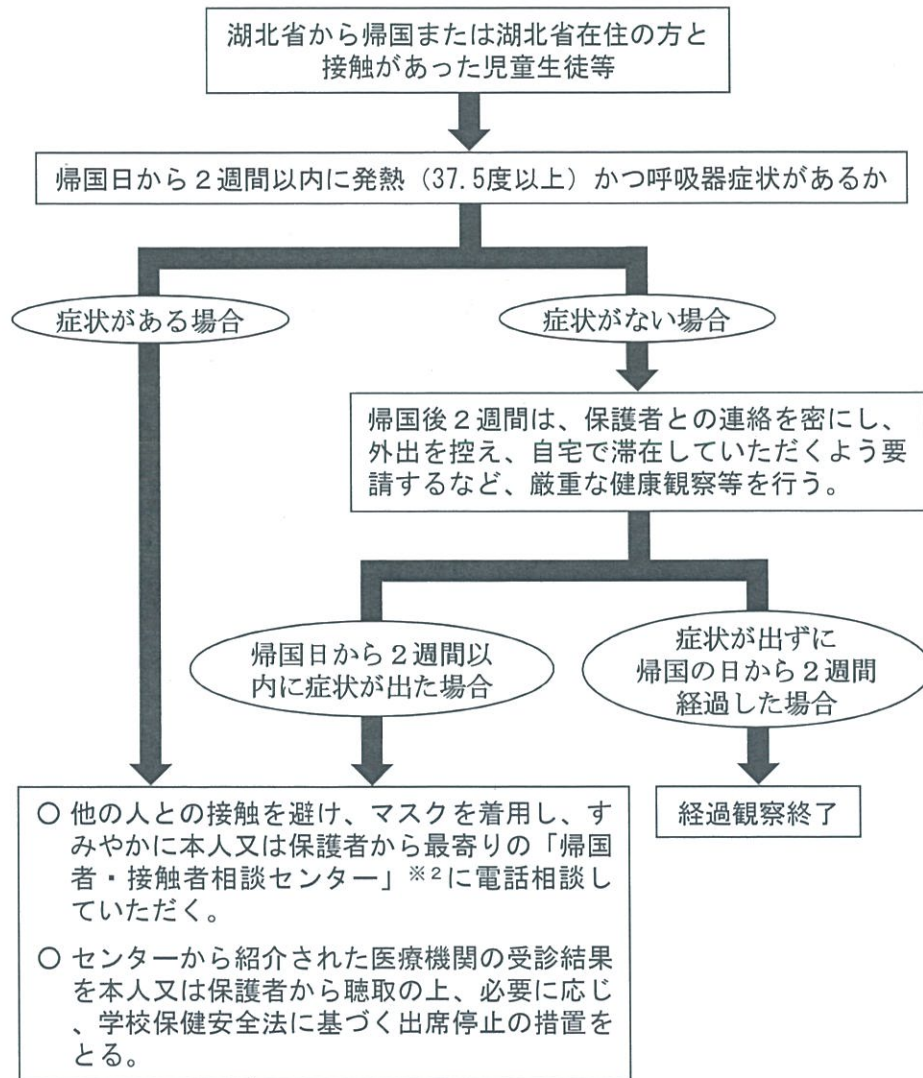 湖北省から帰国または湖北省在住の方と
接触があった児童生徒等
帰国日から２週間以内に発熱（37.5度以上）かつ呼吸器症状があるか
症状がある場合
症状がない場合
帰国後２週間は、保護者との連絡を密にし、
外出を控え、自宅で滞在していただくよう要
請するなど、厳重な健康観察等を行う。
帰国日から２週間以
内に症状が出た場合
症状が出ずに
帰国の日から２週間
経過した場合
○ 他の人との接触を避け、マスクを着用し、す
みやかに本人又は保護者から最寄りの「帰国
者・接触者相談センター」※２に電話相談し
ていただく。
○ センターから紹介された医療機関の受診結果
を本人又は保護者から聴取の上、必要に応じ
、学校保健安全法に基づく出席停止の措置を
とる。
経過観察終了